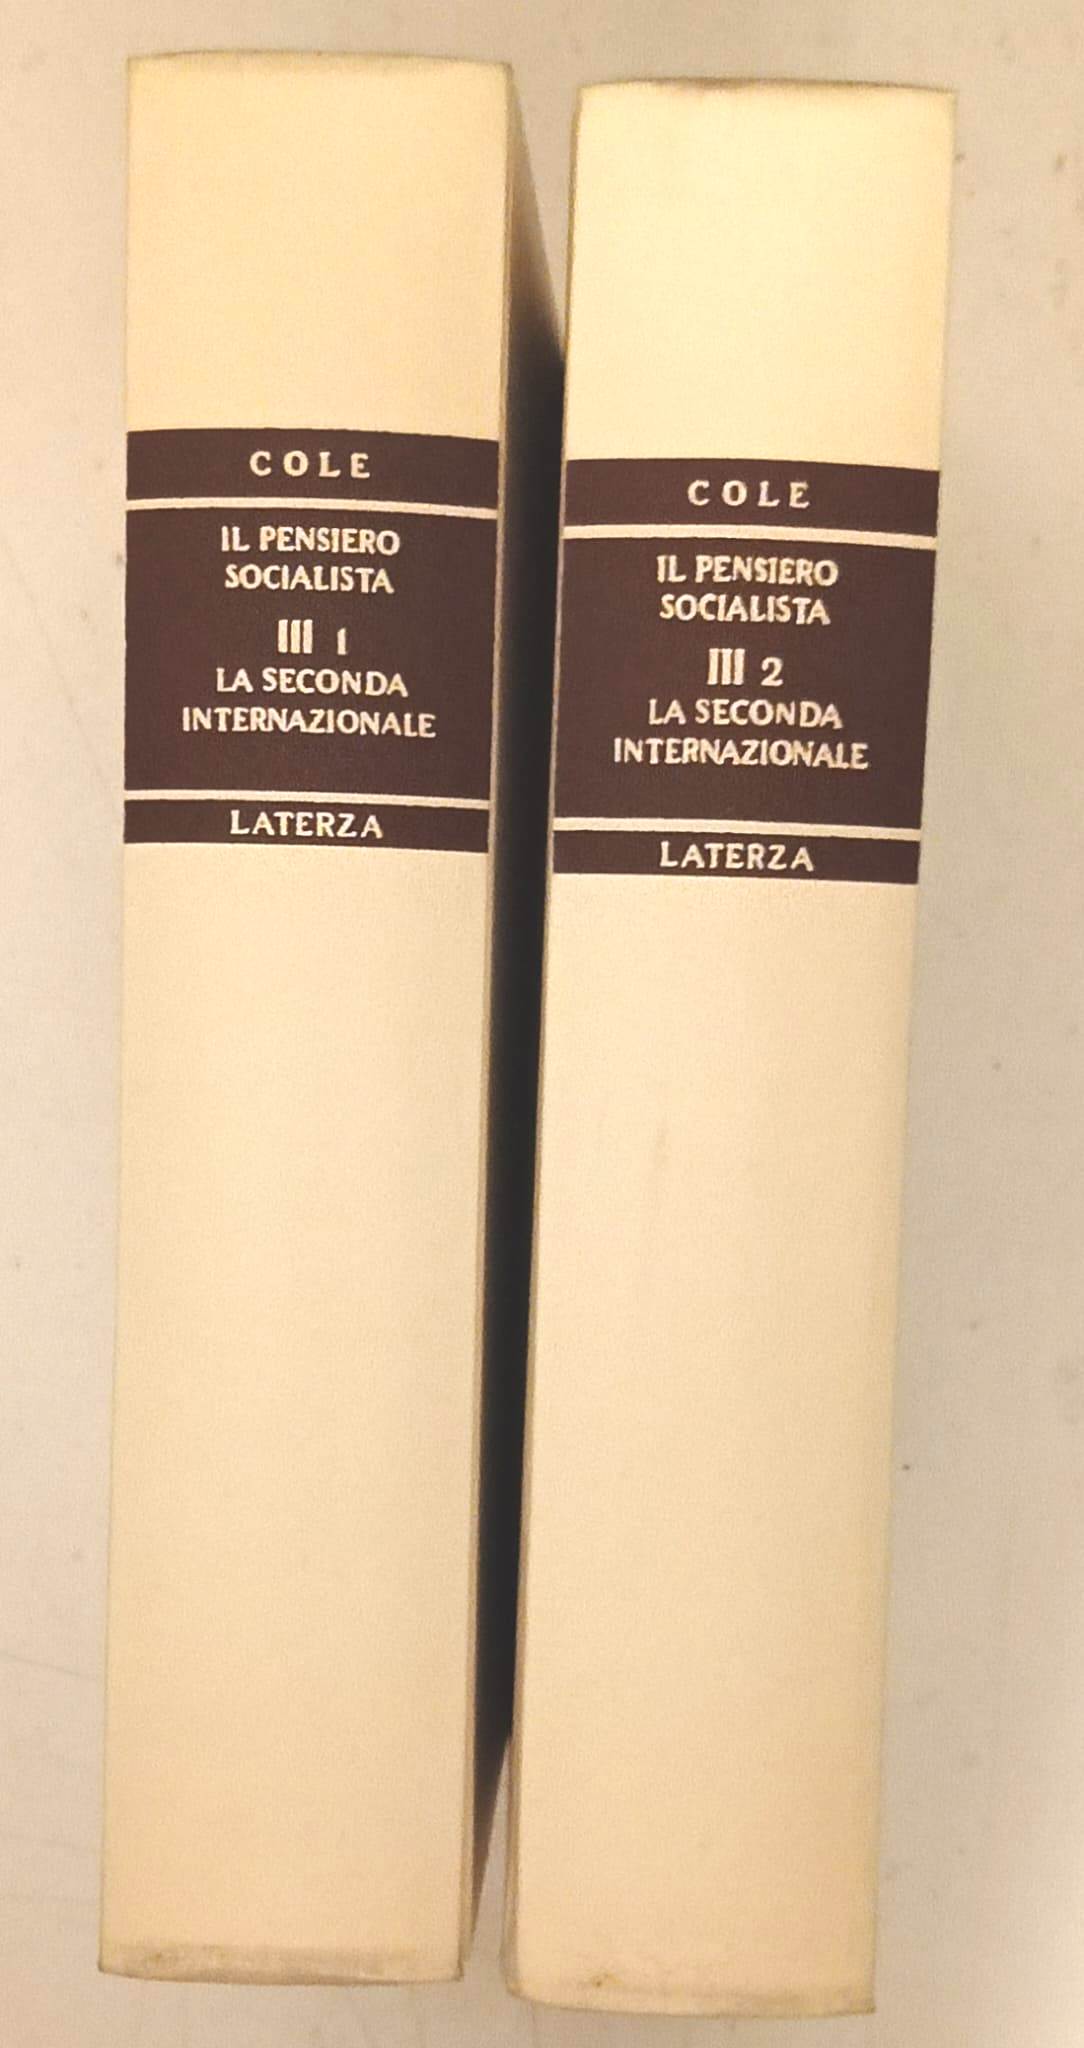 COLE
IL PENSIERO
SOCIALISTA
III 1
LA SECONDA
INTERNAZIONALE
LATERZA
COLE
IL PENSIERO
SOCIALISTA
III 2
LA SECONDA
INTERNAZIONALE
LATERZA